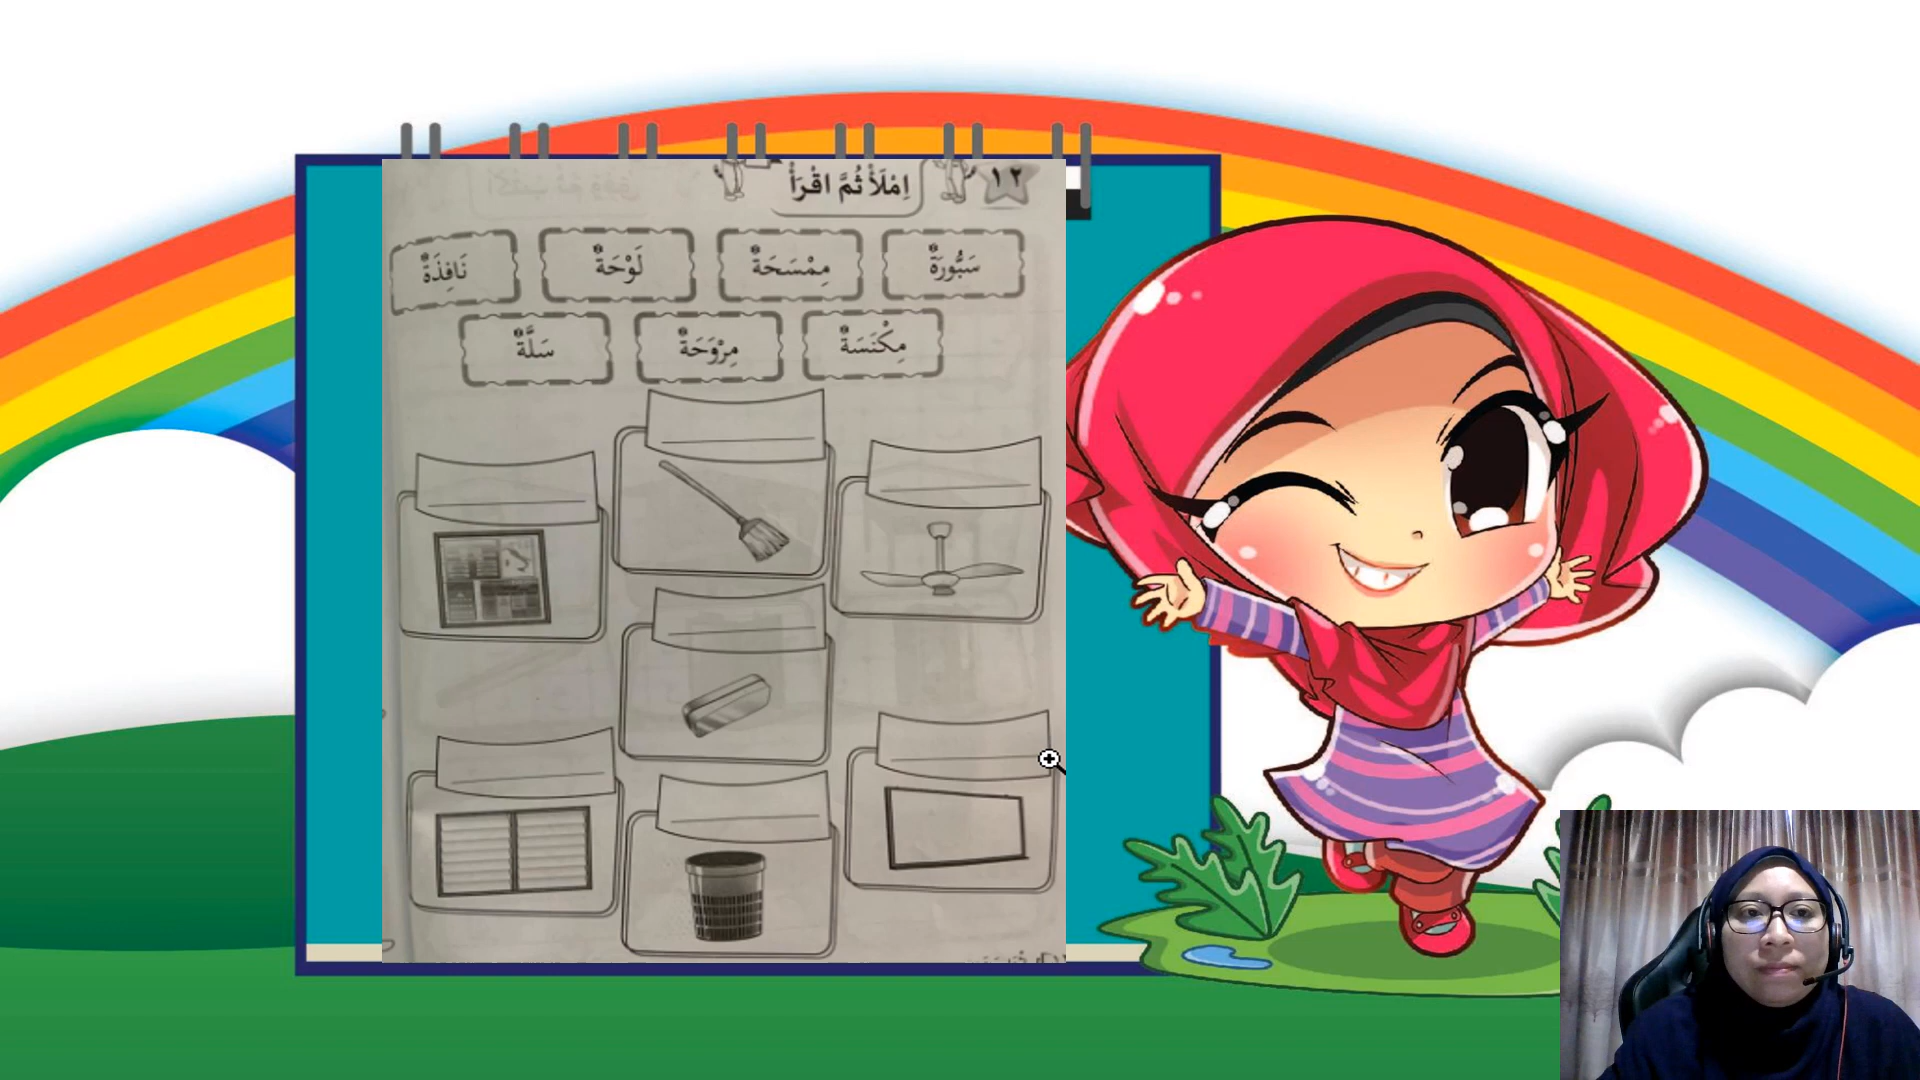 ١٢ اِمْلَأْ ثُمَّ اقْرَأْ
سَبُّورَةٌ مِمْسَحَةٌ لَوْحَةٌ نَافِذَةٌ
مِكْنَسَةٌ مِرْوَحَةٌ سَلَّةٌ